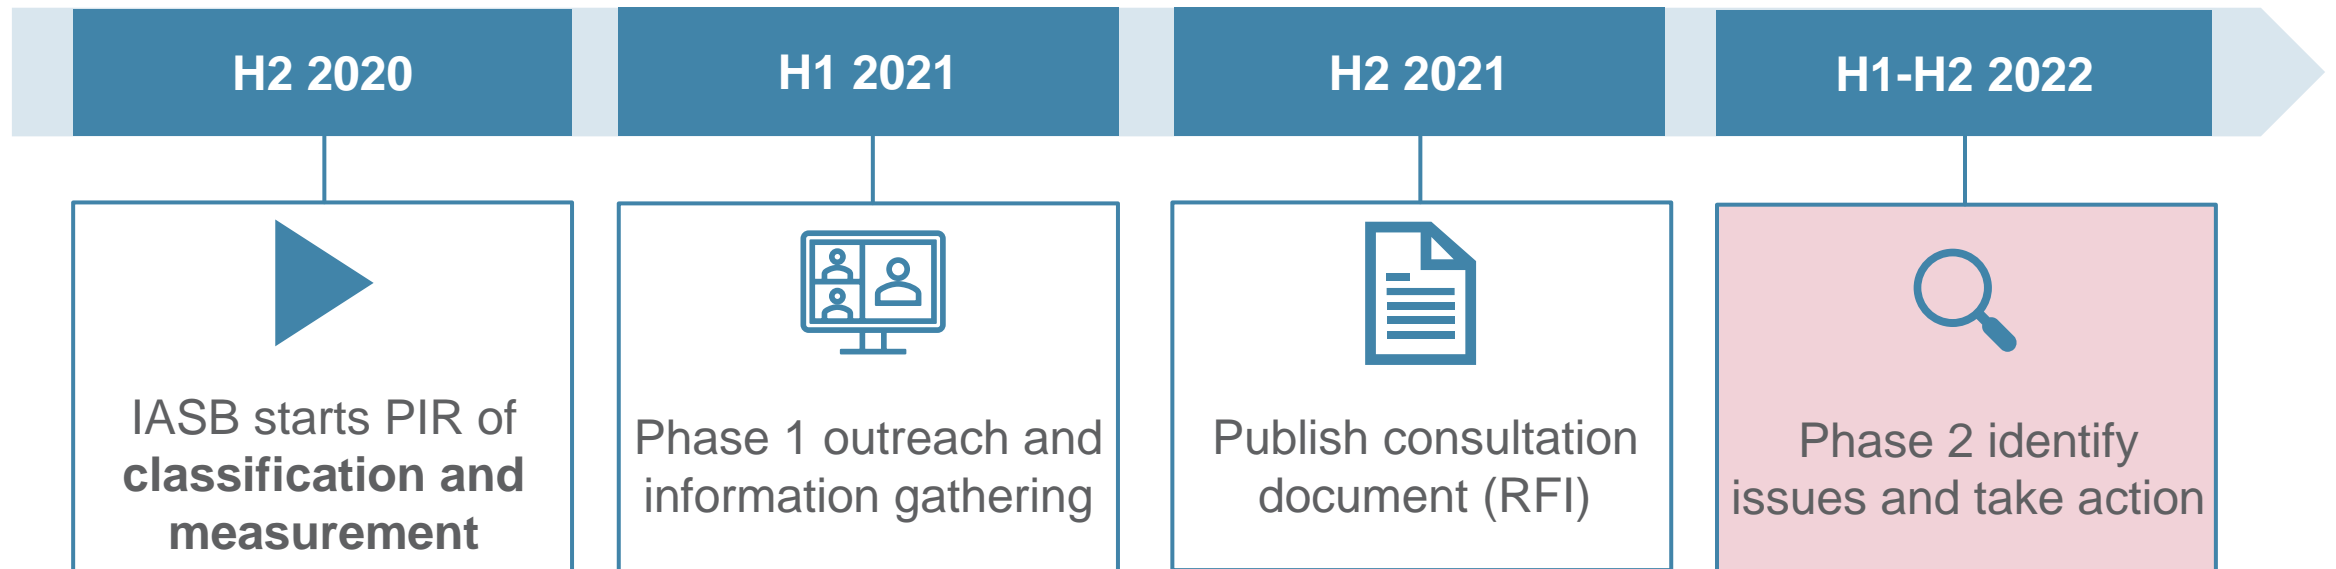 H2 2020
H1 2021
H2 2021
H1-H2 2022
IASB starts PIR of
classification and
measurement
Phase 1 outreach and
information gathering
Publish consultation
document (RFI)
Phase 2 identify
issues and take action